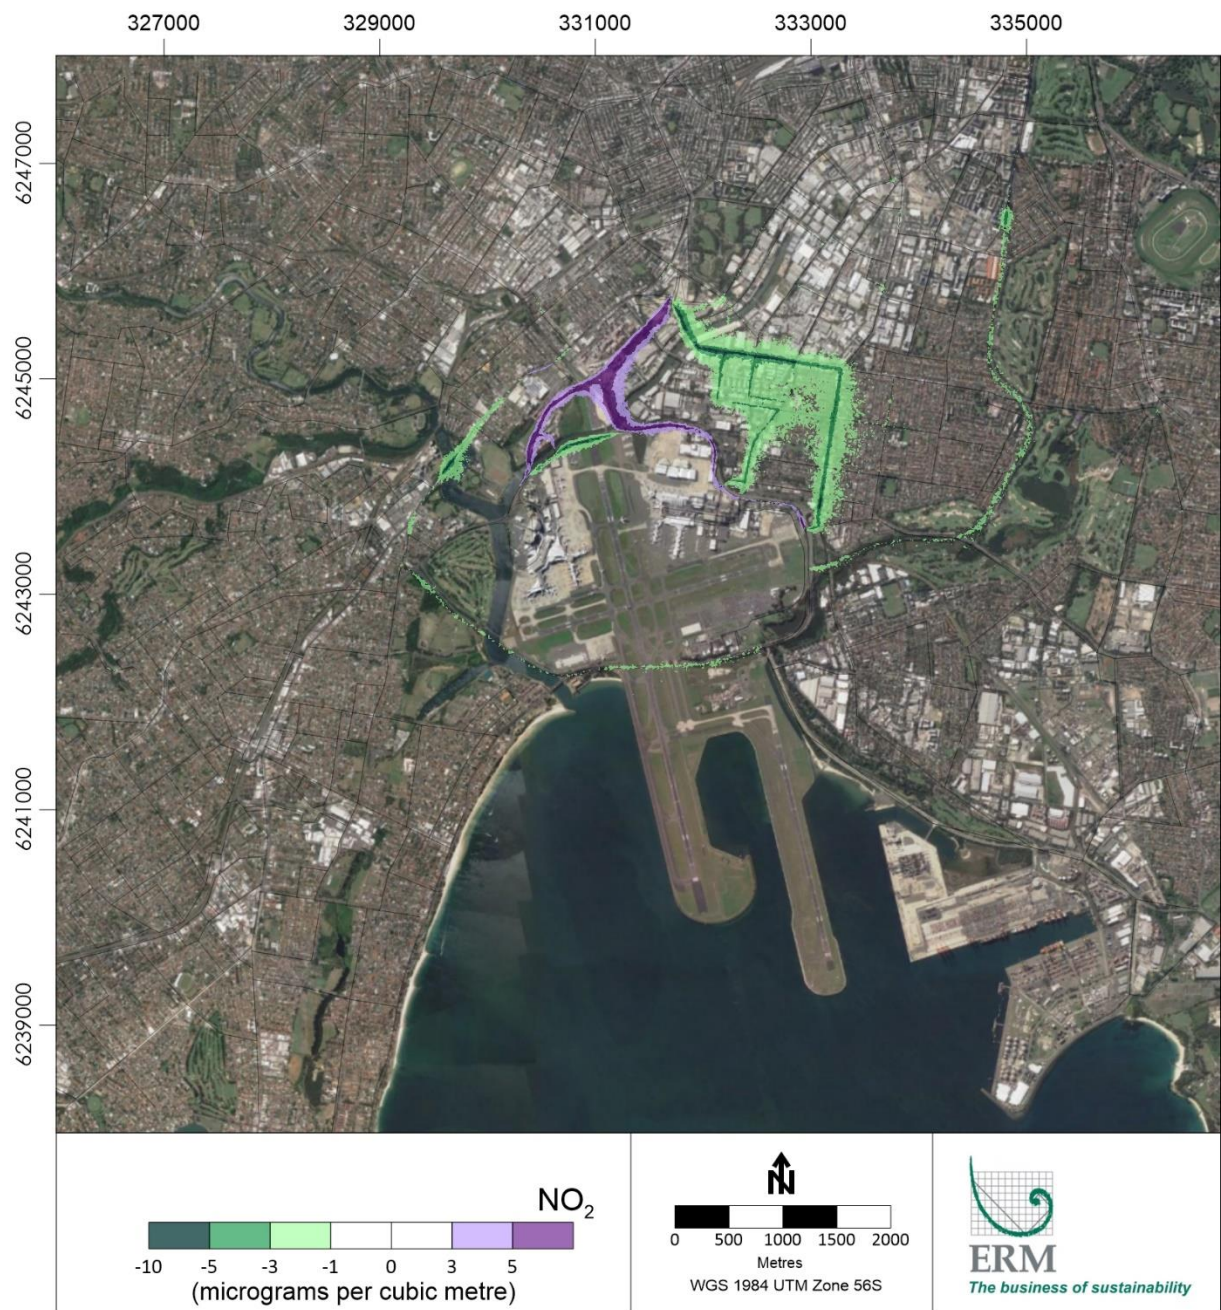 327000 329000 331000 333000 335000
6247000
6245000
6243000
6241000
6239000
NO₂
-10 -5 -3 -1 0 3 5
(micrograms per cubic metre)
N
0 500 1000 1500 2000
Metres
WGS 1984 UTM Zone 56S
ERM
The business of sustainability